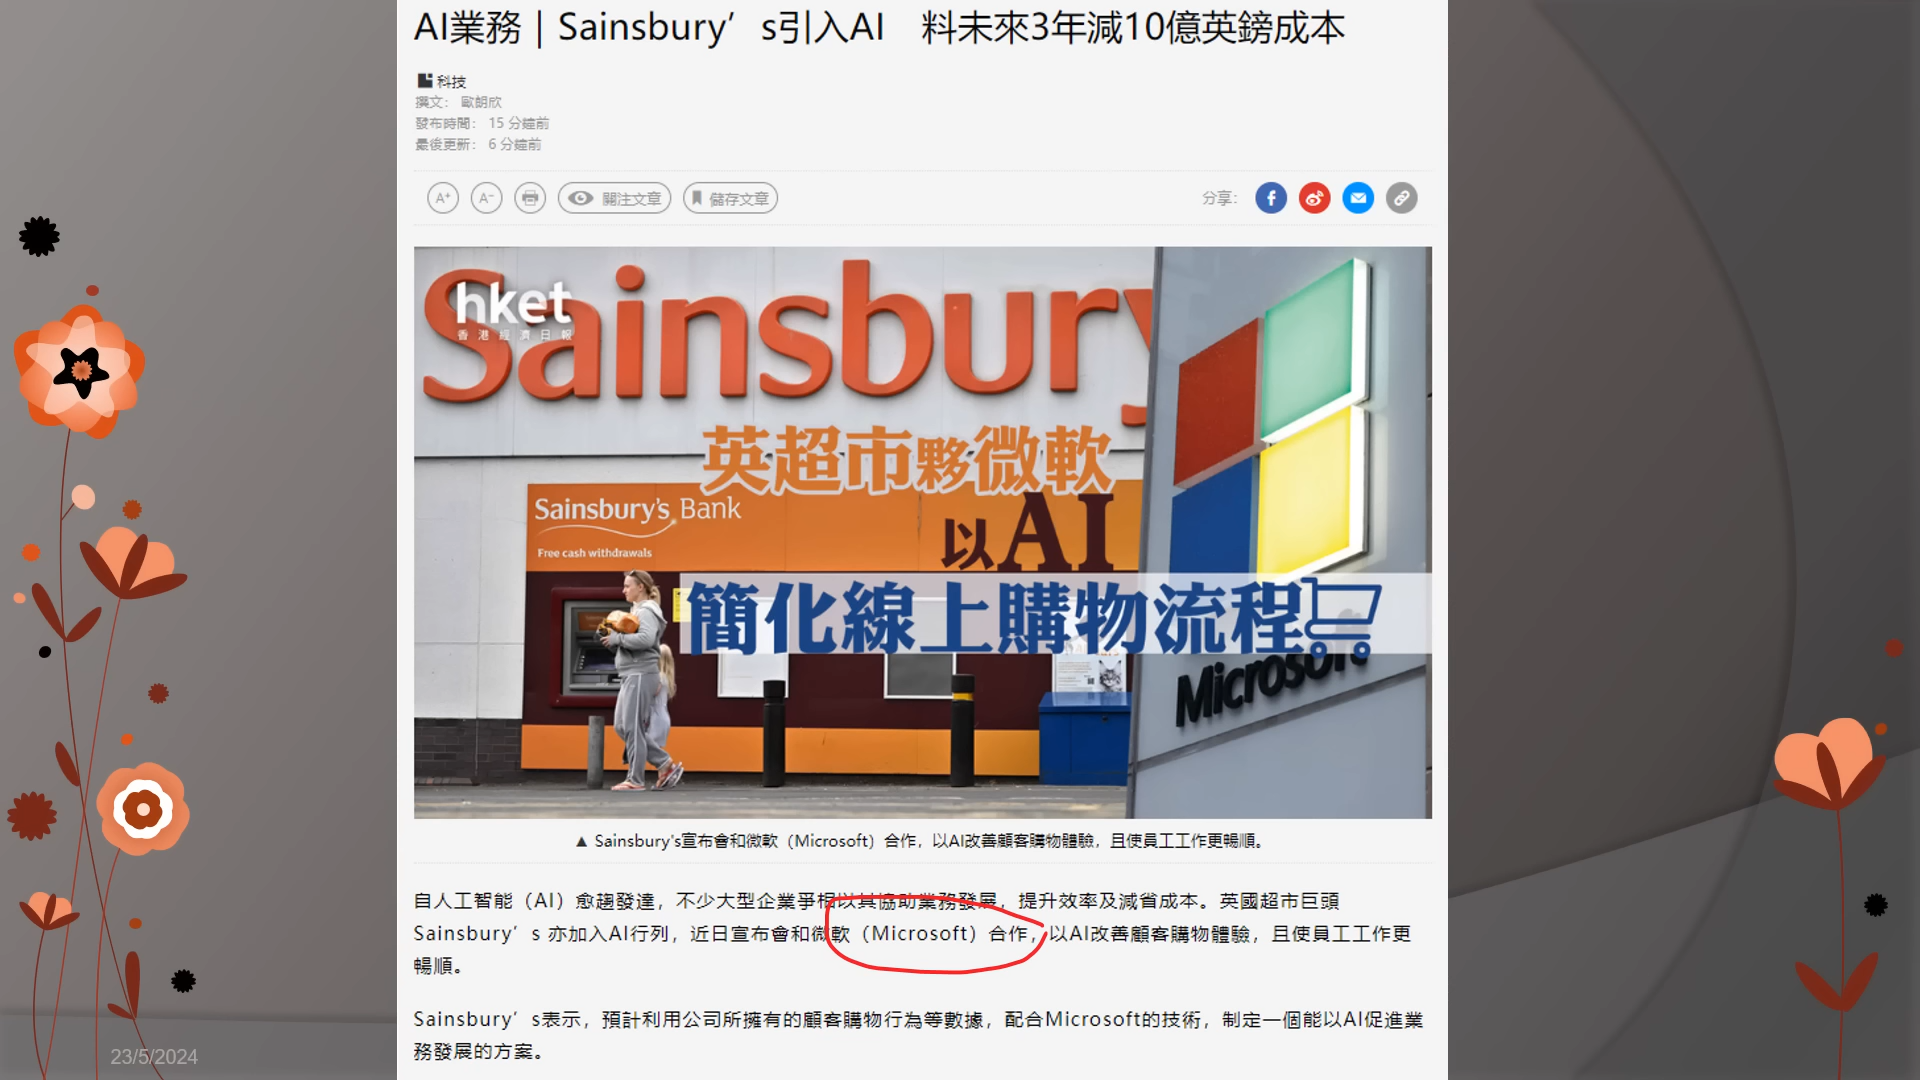 AI業務｜Sainsbury’s引入AI　料未來3年減10億英鎊成本
科技
撰文： 歐朗欣
發布時間： 15 分鐘前
最後更新： 6 分鐘前
A+ A- 關注文章 儲存文章 分享:
Sainsbury
hket
香港經濟日報
英超市夥微軟
以AI
簡化線上購物流程
Sainsbury's Bank
Free cash withdrawals
Microsoft
▲ Sainsbury's宣布會和微軟（Microsoft）合作，以AI改善顧客購物體驗，且使員工工作更暢順。
自人工智能（AI）愈趨發達，不少大型企業爭相以其協助業務發展，提升效率及減省成本。英國超市巨頭
Sainsbury’s 亦加入AI行列，近日宣布會和微軟（Microsoft）合作，以AI改善顧客購物體驗，且使員工工作更
暢順。
Sainsbury’s表示，預計利用公司所擁有的顧客購物行為等數據，配合Microsoft的技術，制定一個能以AI促進業
務發展的方案。
23/5/2024